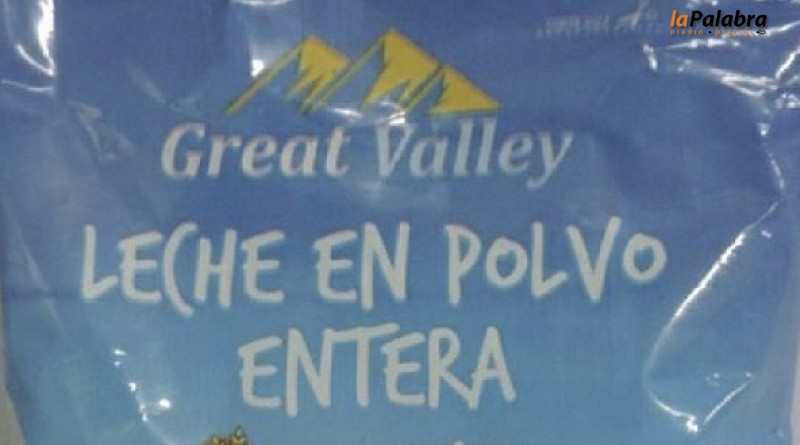 laPalabra
Great Valley
LECHE EN POLVO
ENTERA